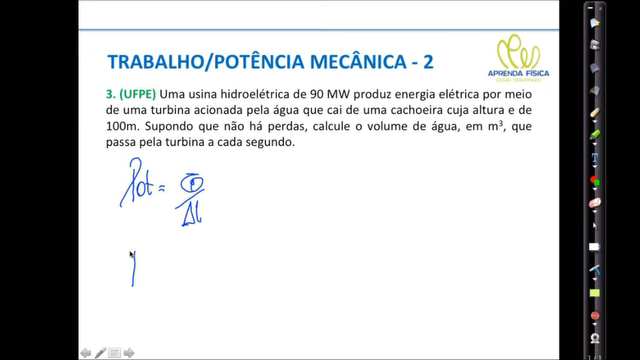 TRABALHO/POTÊNCIA MECÂNICA - 2
APRENDA FÍSICA
3. (UFPE) Uma usina hidroelétrica de 90 MW produz energia elétrica por meio
de uma turbina acionada pela água que cai de uma cachoeira cuja altura e de
100m. Supondo que não há perdas, calcule o volume de água, em m³, que
passa pela turbina a cada segundo.
Pot =
Δt